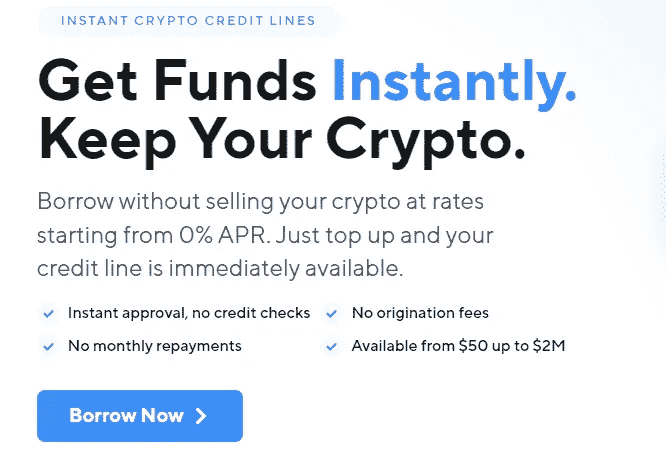 INSTANT CRYPTO CREDIT LINES
Get Funds Instantly.
Keep Your Crypto.
Borrow without selling your crypto at rates
starting from 0% APR. Just top up and your
credit line is immediately available.
Instant approval, no credit checks
No origination fees
No monthly repayments
Available from $50 up to $2M
Borrow Now